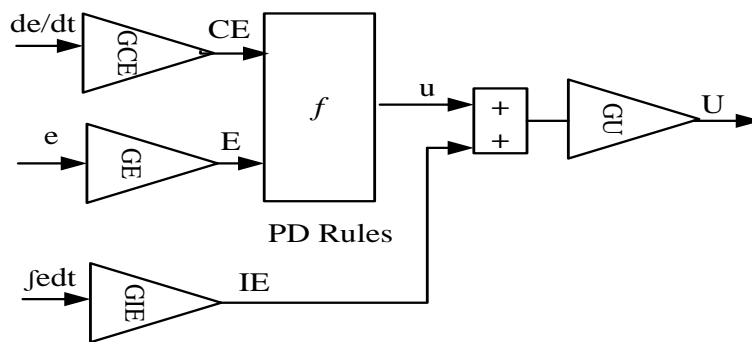 de/dt
GCE
CE
e
GE
E
f
PD Rules
u
+
+
GU
U
∫edt
GIE
IE